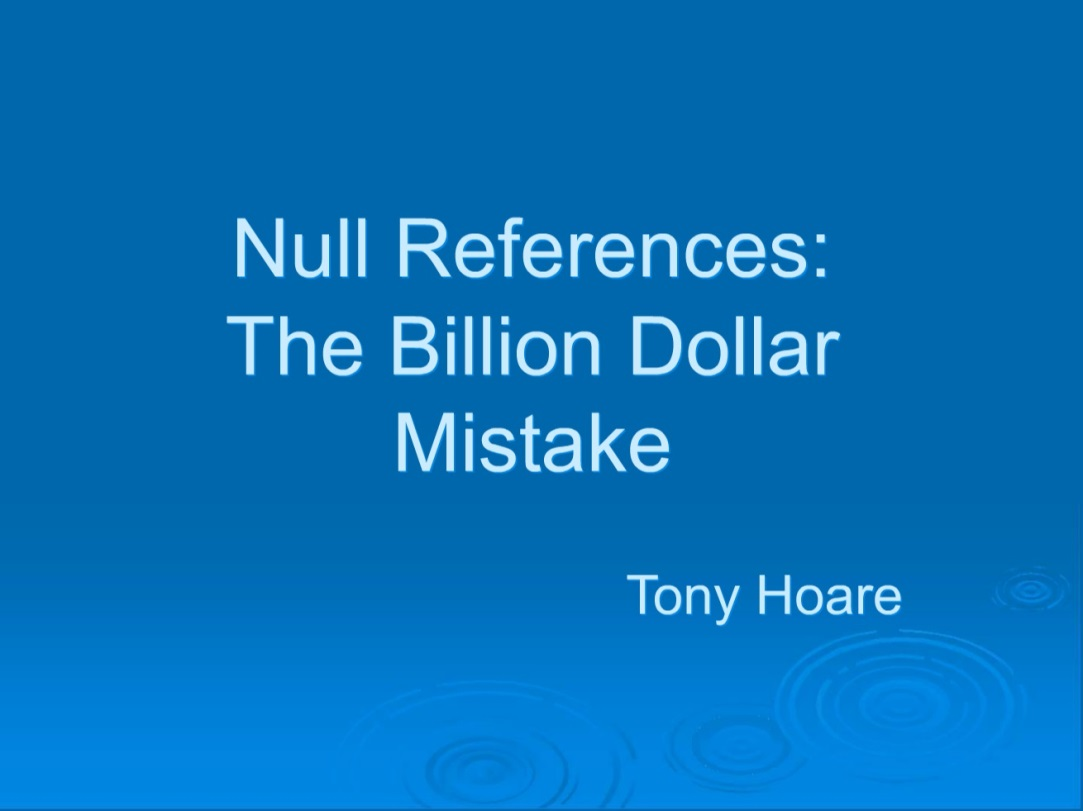 Null References:
The Billion Dollar
Mistake
Tony Hoare